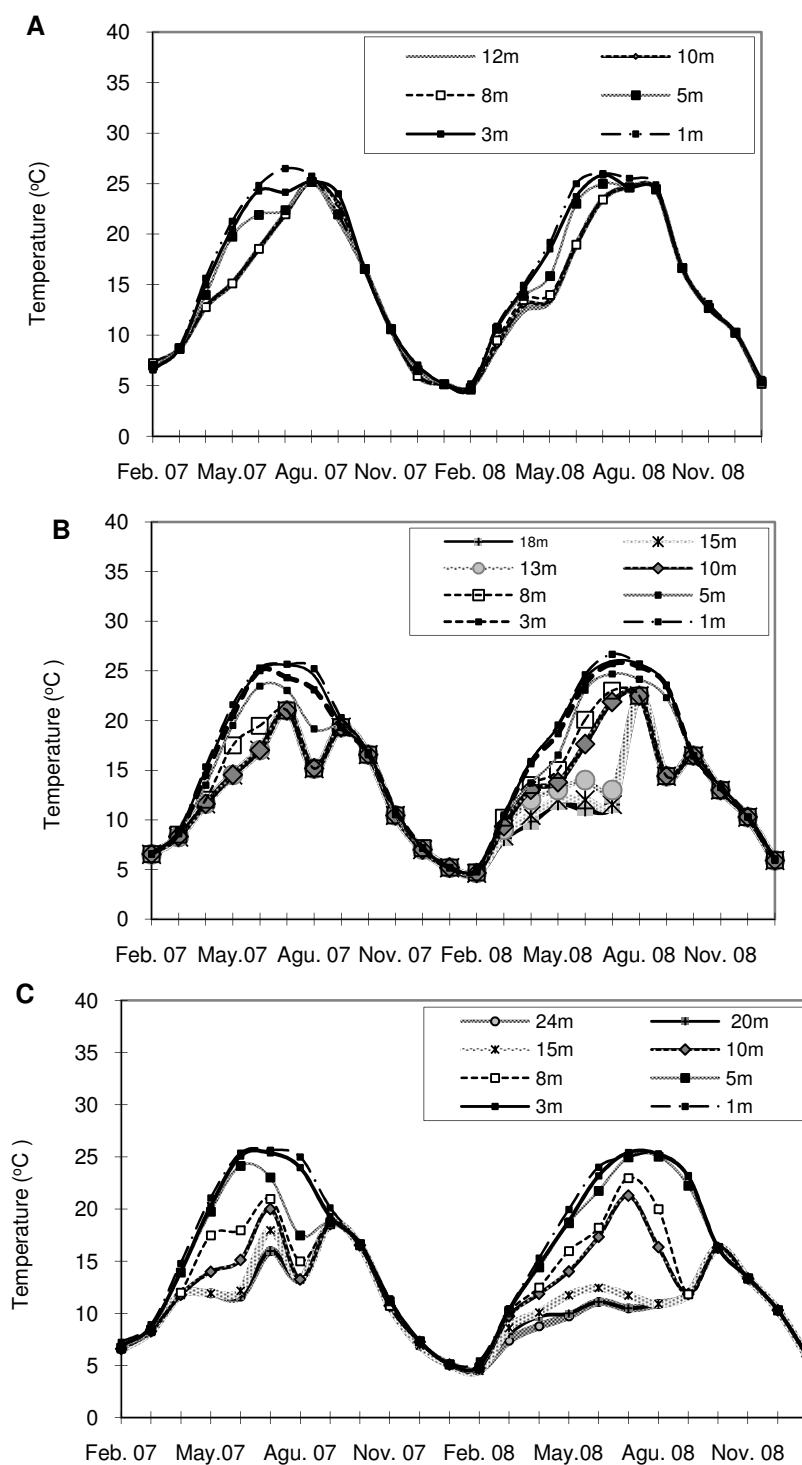 A
40
35
30
25
20
15
10
5
0
Temperature (ºC)
12m 10m
8m 5m
3m 1m
Feb. 07 May.07 Agu. 07 Nov. 07 Feb. 08 May.08 Agu. 08 Nov. 08
B
40
35
30
25
20
15
10
5
0
Temperature (ºC )
18m 15m
13m 10m
8m 5m
3m 1m
Feb. 07 May.07 Agu. 07 Nov. 07 Feb. 08 May.08 Agu. 08 Nov. 08
C
40
35
30
25
20
15
10
5
0
Temperature (ºC )
24m 20m
15m 10m
8m 5m
3m 1m
Feb. 07 May.07 Agu. 07 Nov. 07 Feb. 08 May.08 Agu. 08 Nov. 08